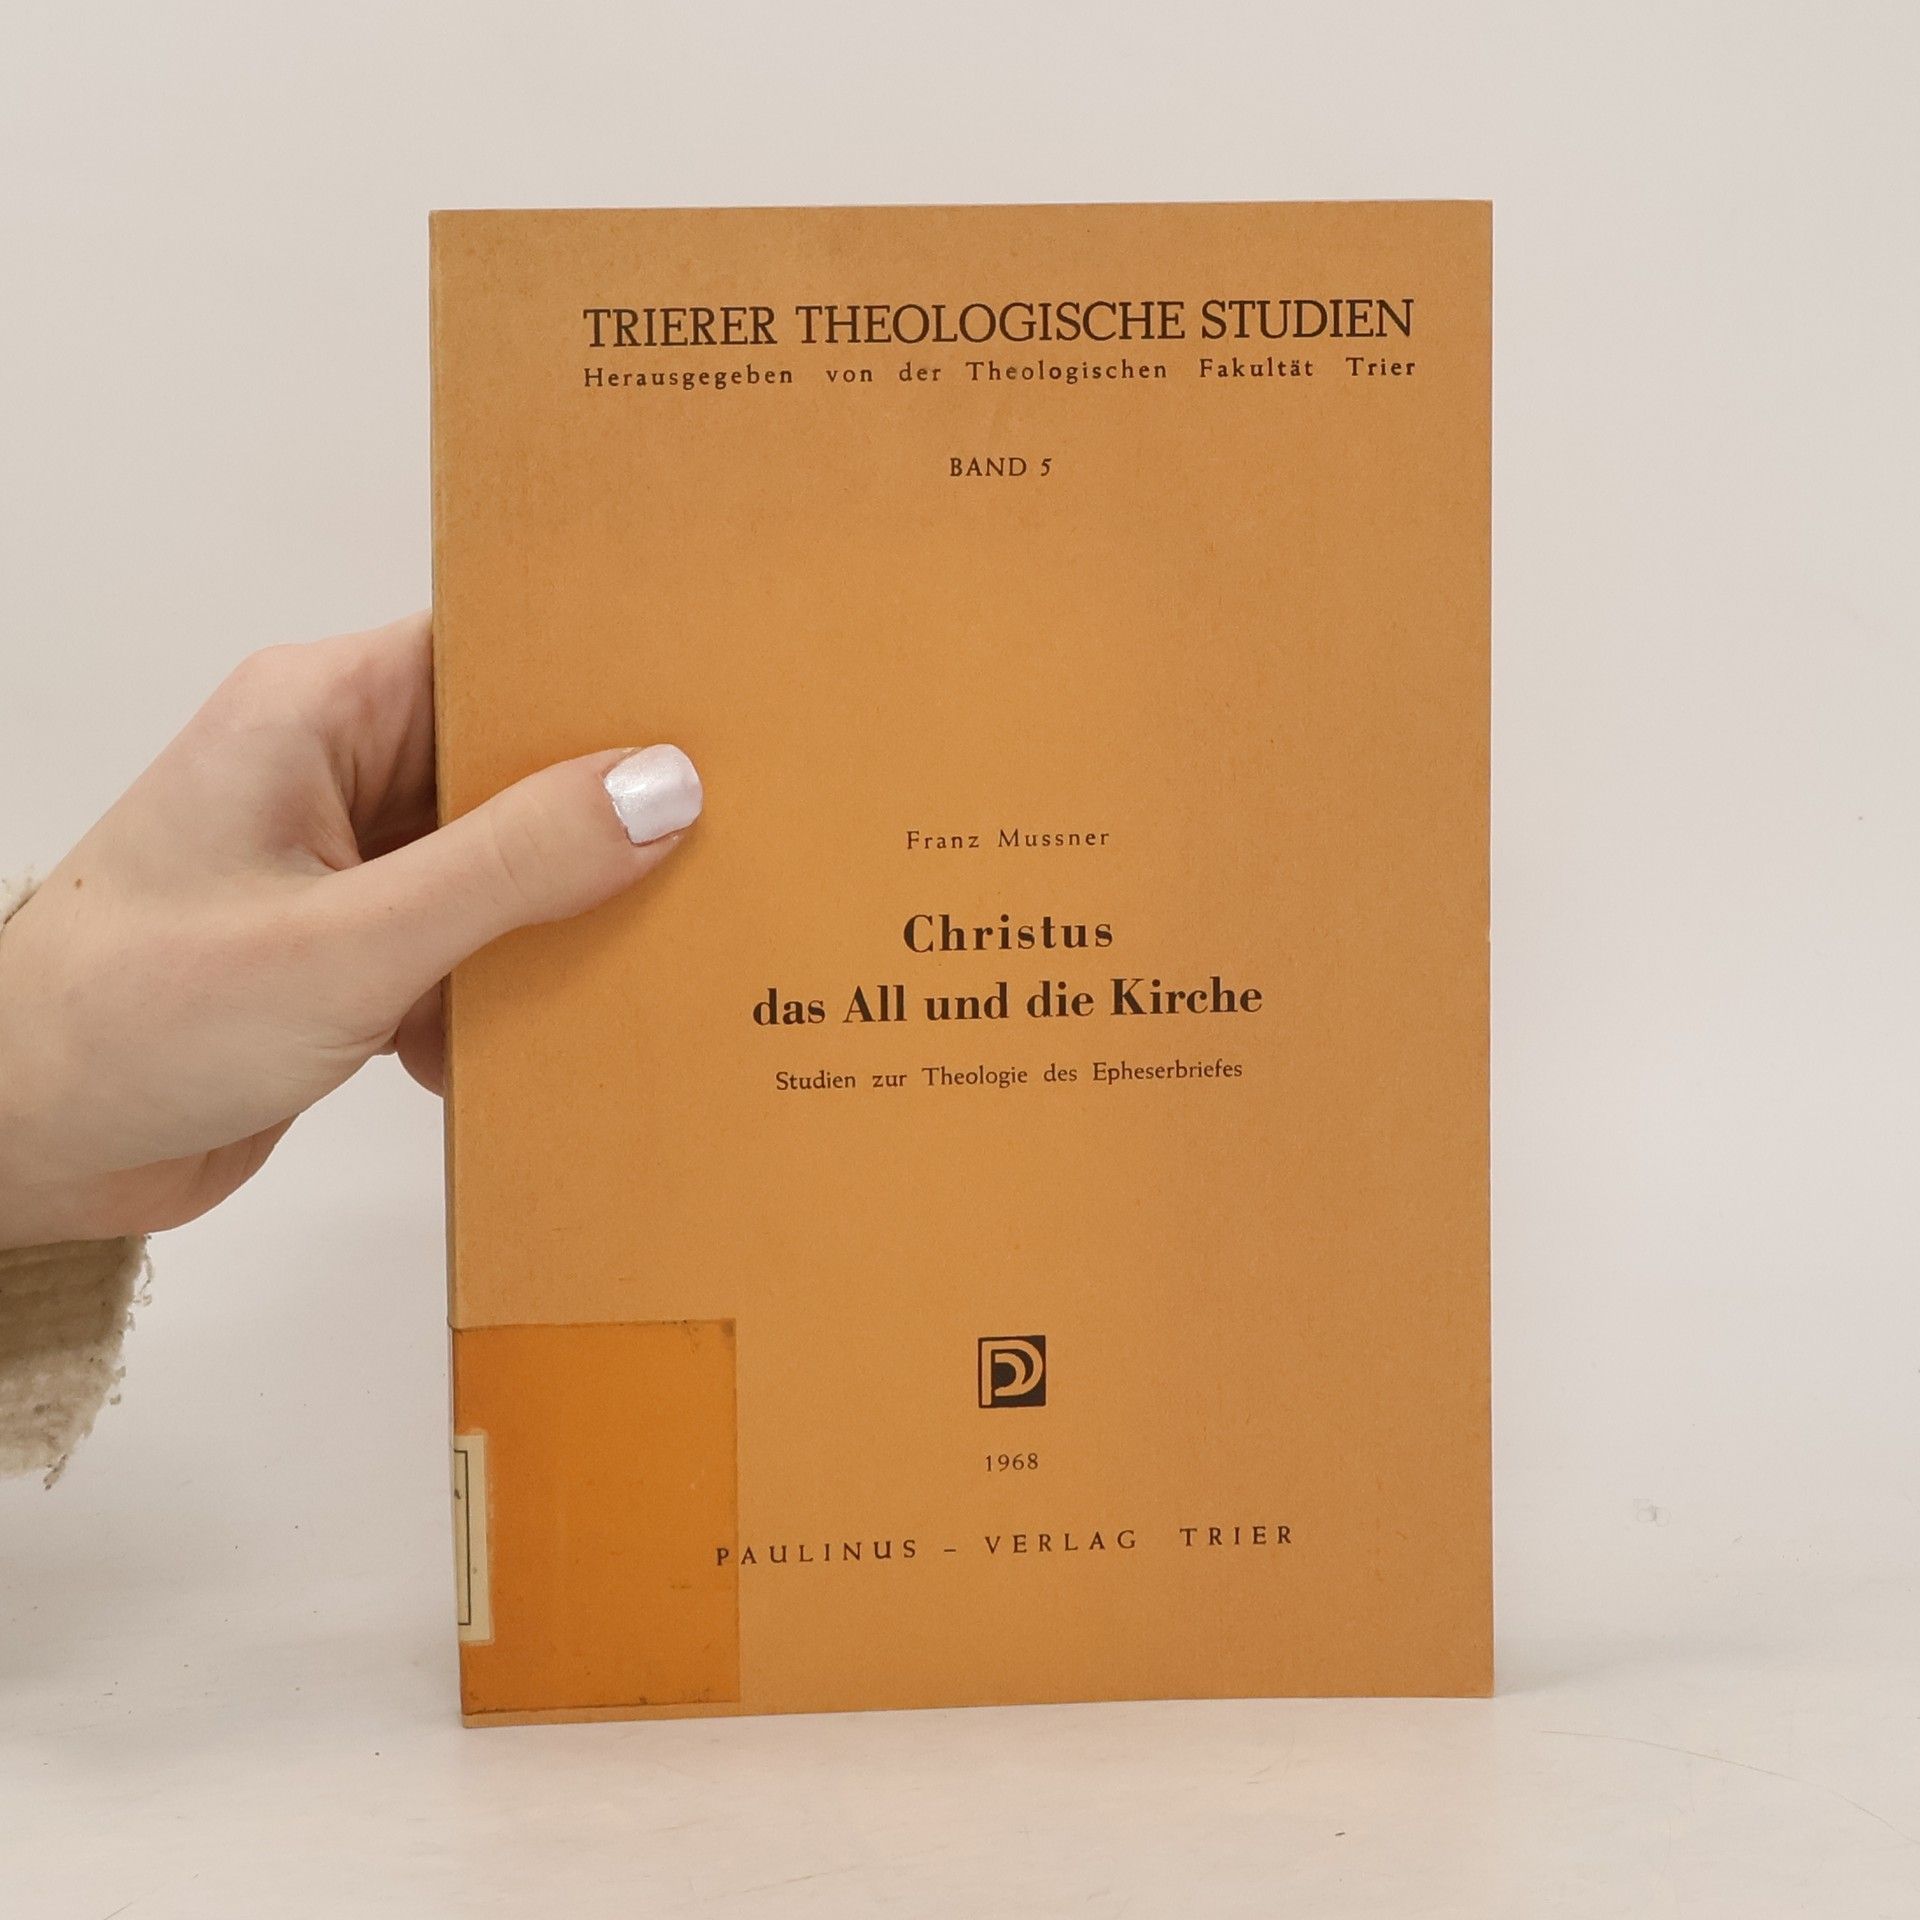 TRIERER THEOLOGISCHE STUDIEN
Herausgegeben von der Theologischen Fakultät Trier
BAND 5
Franz Mussner
Christus
das All und die Kirche
Studien zur Theologie des Epheserbriefes
1968
PAULINUS – VERLAG TRIER